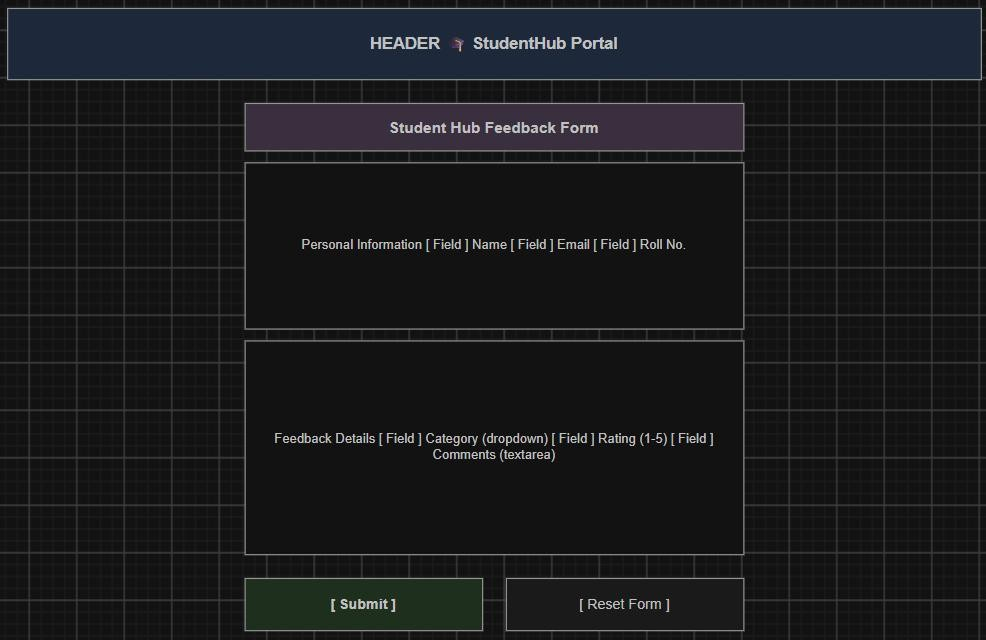 HEADER 🎓 StudentHub Portal
Student Hub Feedback Form
Personal Information [ Field ] Name [ Field ] Email [ Field ] Roll No.
Feedback Details [ Field ] Category (dropdown) [ Field ] Rating (1-5) [ Field ]
Comments (textarea)
[ Submit ]
[ Reset Form ]